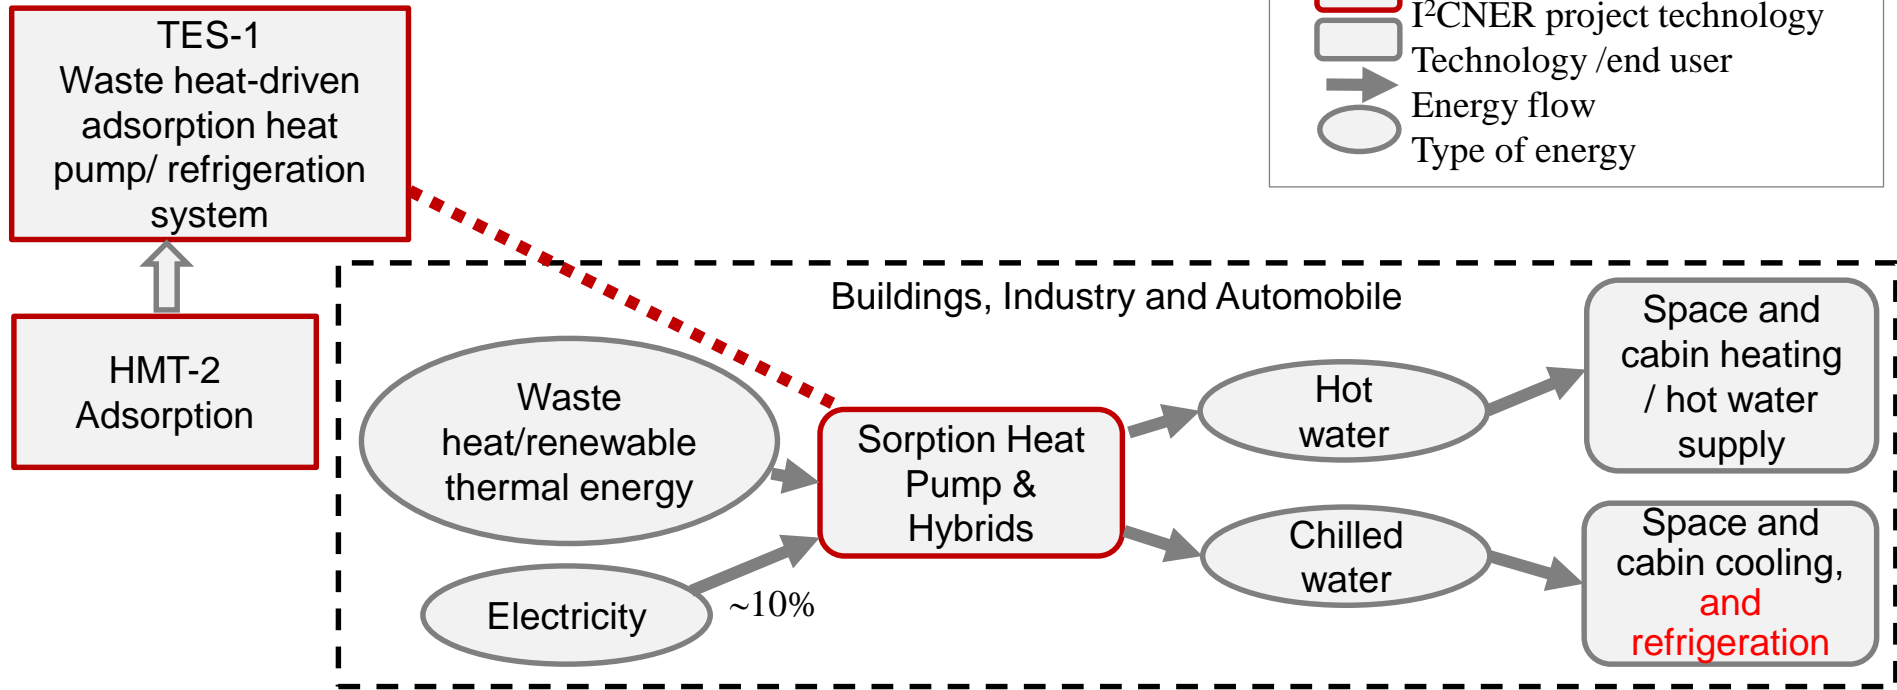 TES-1
Waste heat-driven
adsorption heat
pump/ refrigeration
system
I²CNER project technology
Technology /end user
Energy flow
Type of energy
HMT-2
Adsorption
Buildings, Industry and Automobile
Waste
heat/renewable
thermal energy
Electricity
~10%
Sorption Heat
Pump &
Hybrids
Hot
water
Chilled
water
Space and
cabin heating
/ hot water
supply
Space and
cabin cooling,
and
refrigeration